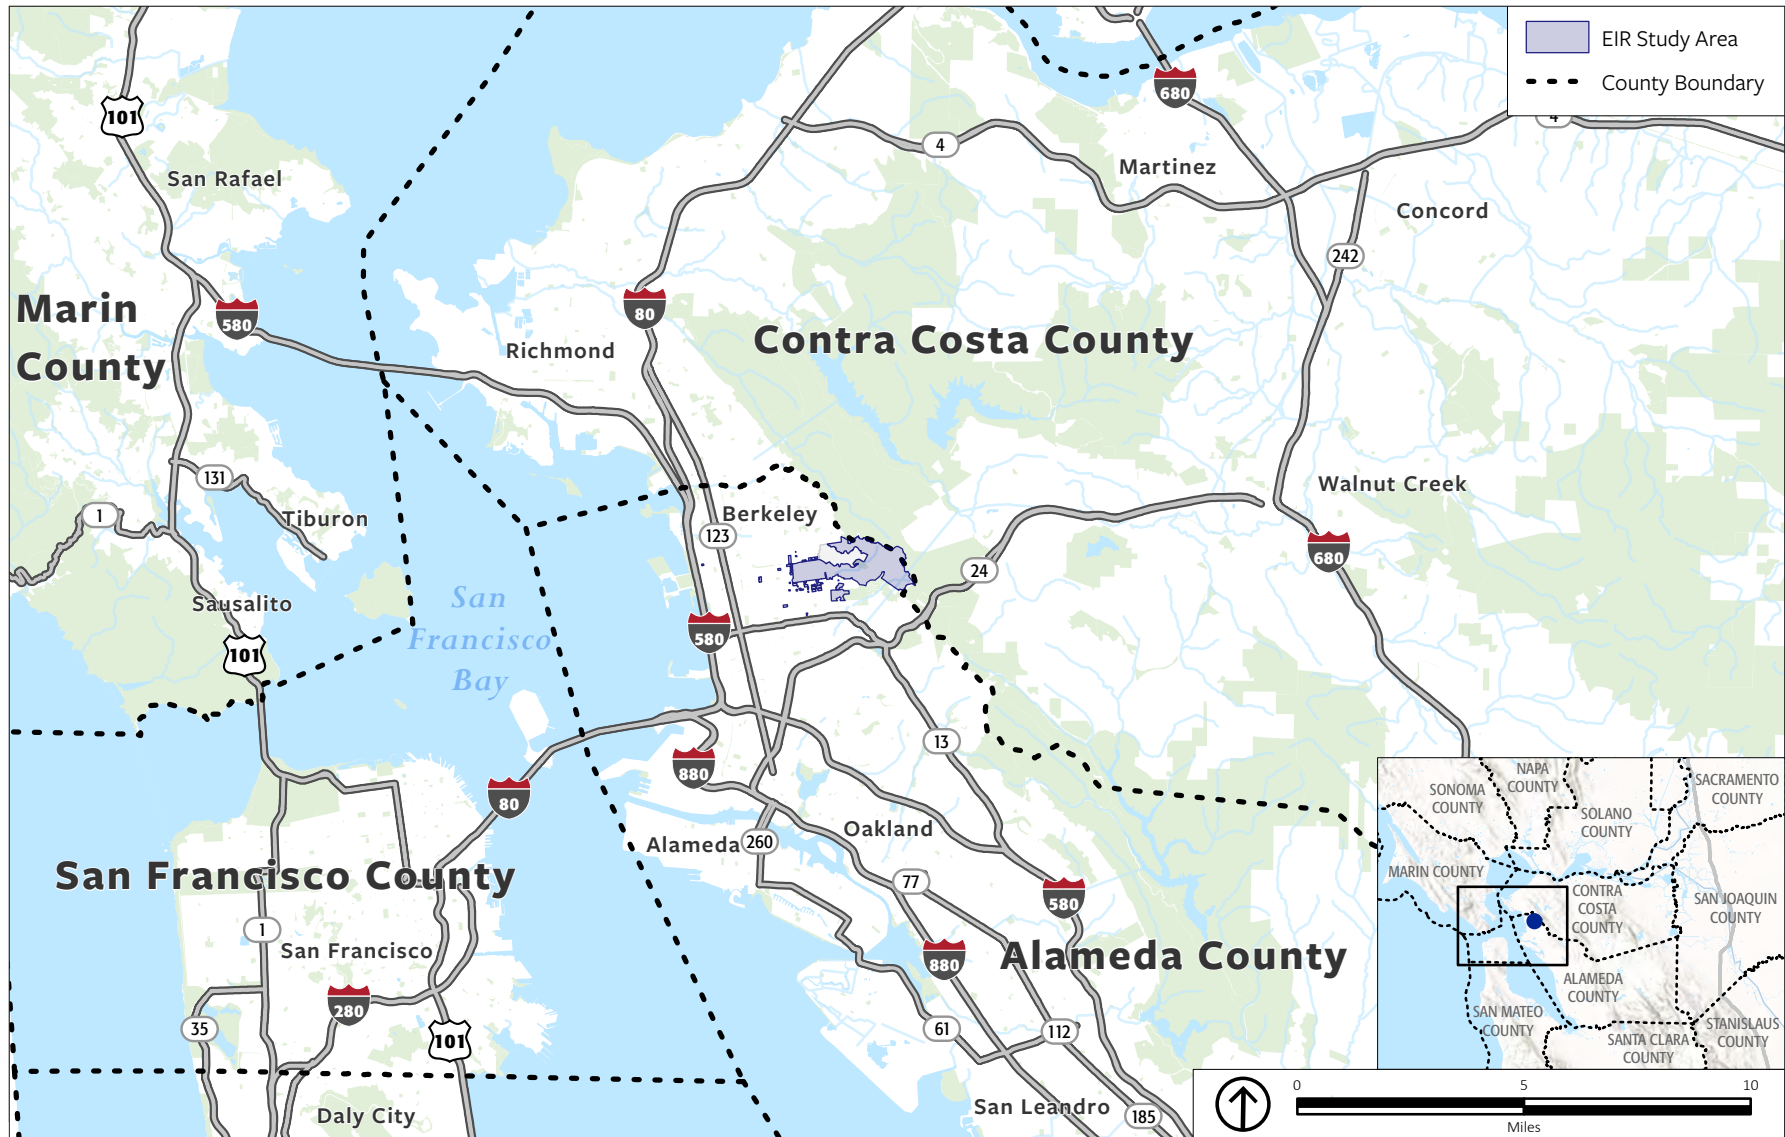 EIR Study Area
County Boundary
101
680
4
4
Martinez
San Rafael
Concord
242
Marin
County
580
80
Richmond
Contra Costa County
131
1
Tiburon
Walnut Creek
Berkeley
123
680
24
San
Francisco
Bay
Sausalito
101
580
13
880
80
Alameda
260
Oakland
77
580
San Francisco County
1
San Francisco
880
Alameda County
280
35
101
61
112
Daly City
San Leandro
185
NAPA
COUNTY
SONOMA
COUNTY
SACRAMENTO
COUNTY
SOLANO
COUNTY
MARIN COUNTY
CONTRA
COSTA
COUNTY
SAN JOAQUIN
COUNTY
ALAMEDA
COUNTY
SAN MATEO
COUNTY
STANISLAUS
COUNTY
SANTA CLARA
COUNTY
0
5
10
Miles